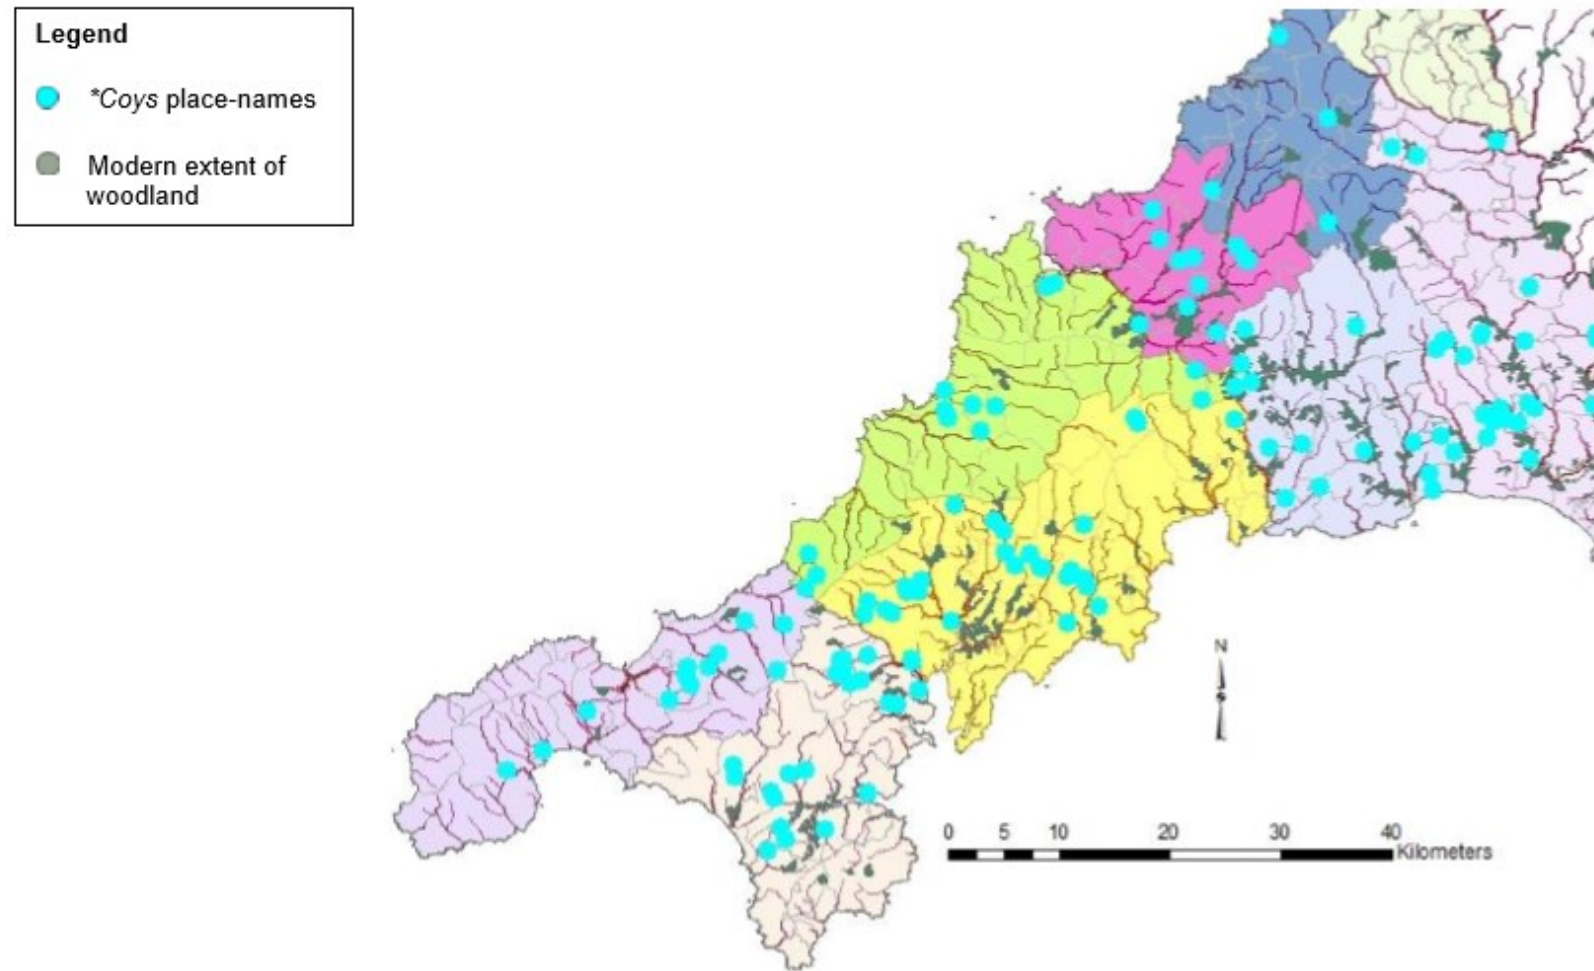 Legend
*Coys place-names
Modern extent of
woodland
N
0 5 10 20 30 40
Kilometers